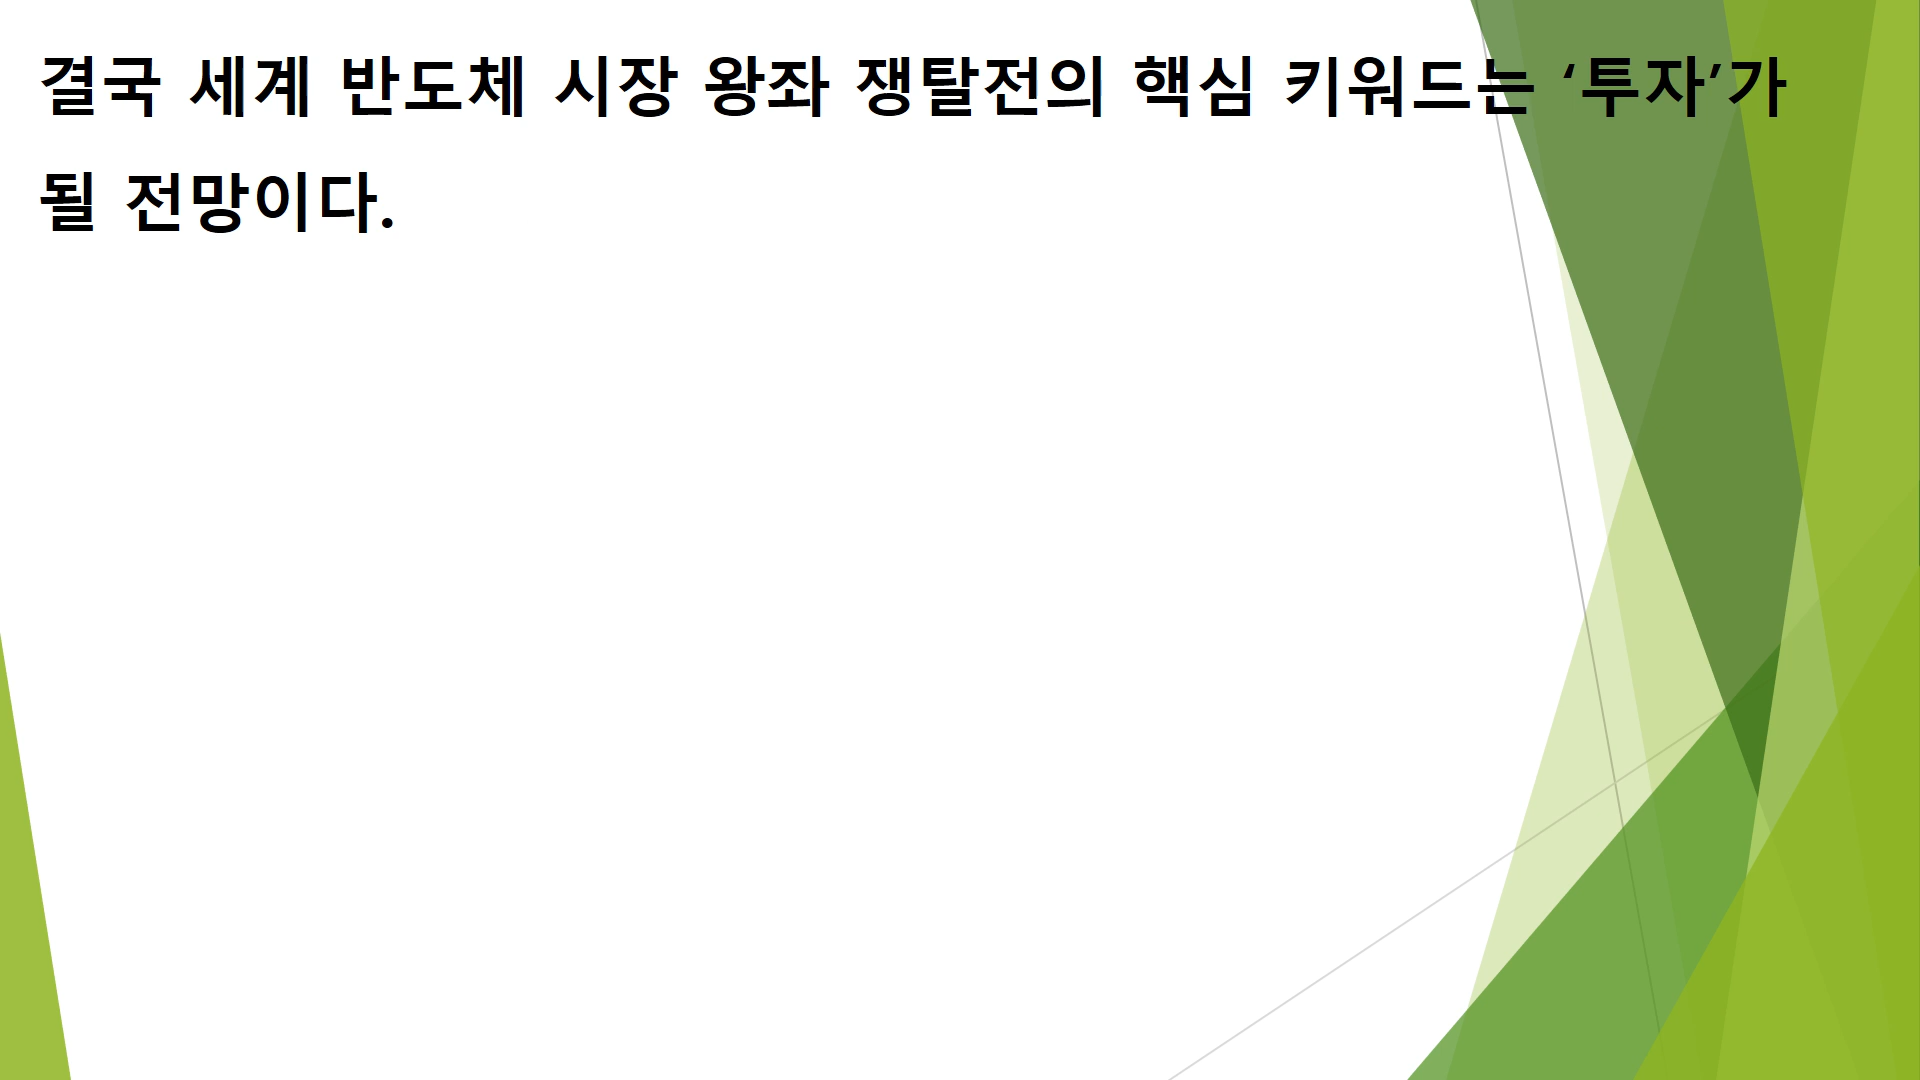 결국 세계 반도체 시장 왕좌 쟁탈전의 핵심 키워드는 ‘투자’가
될 전망이다.